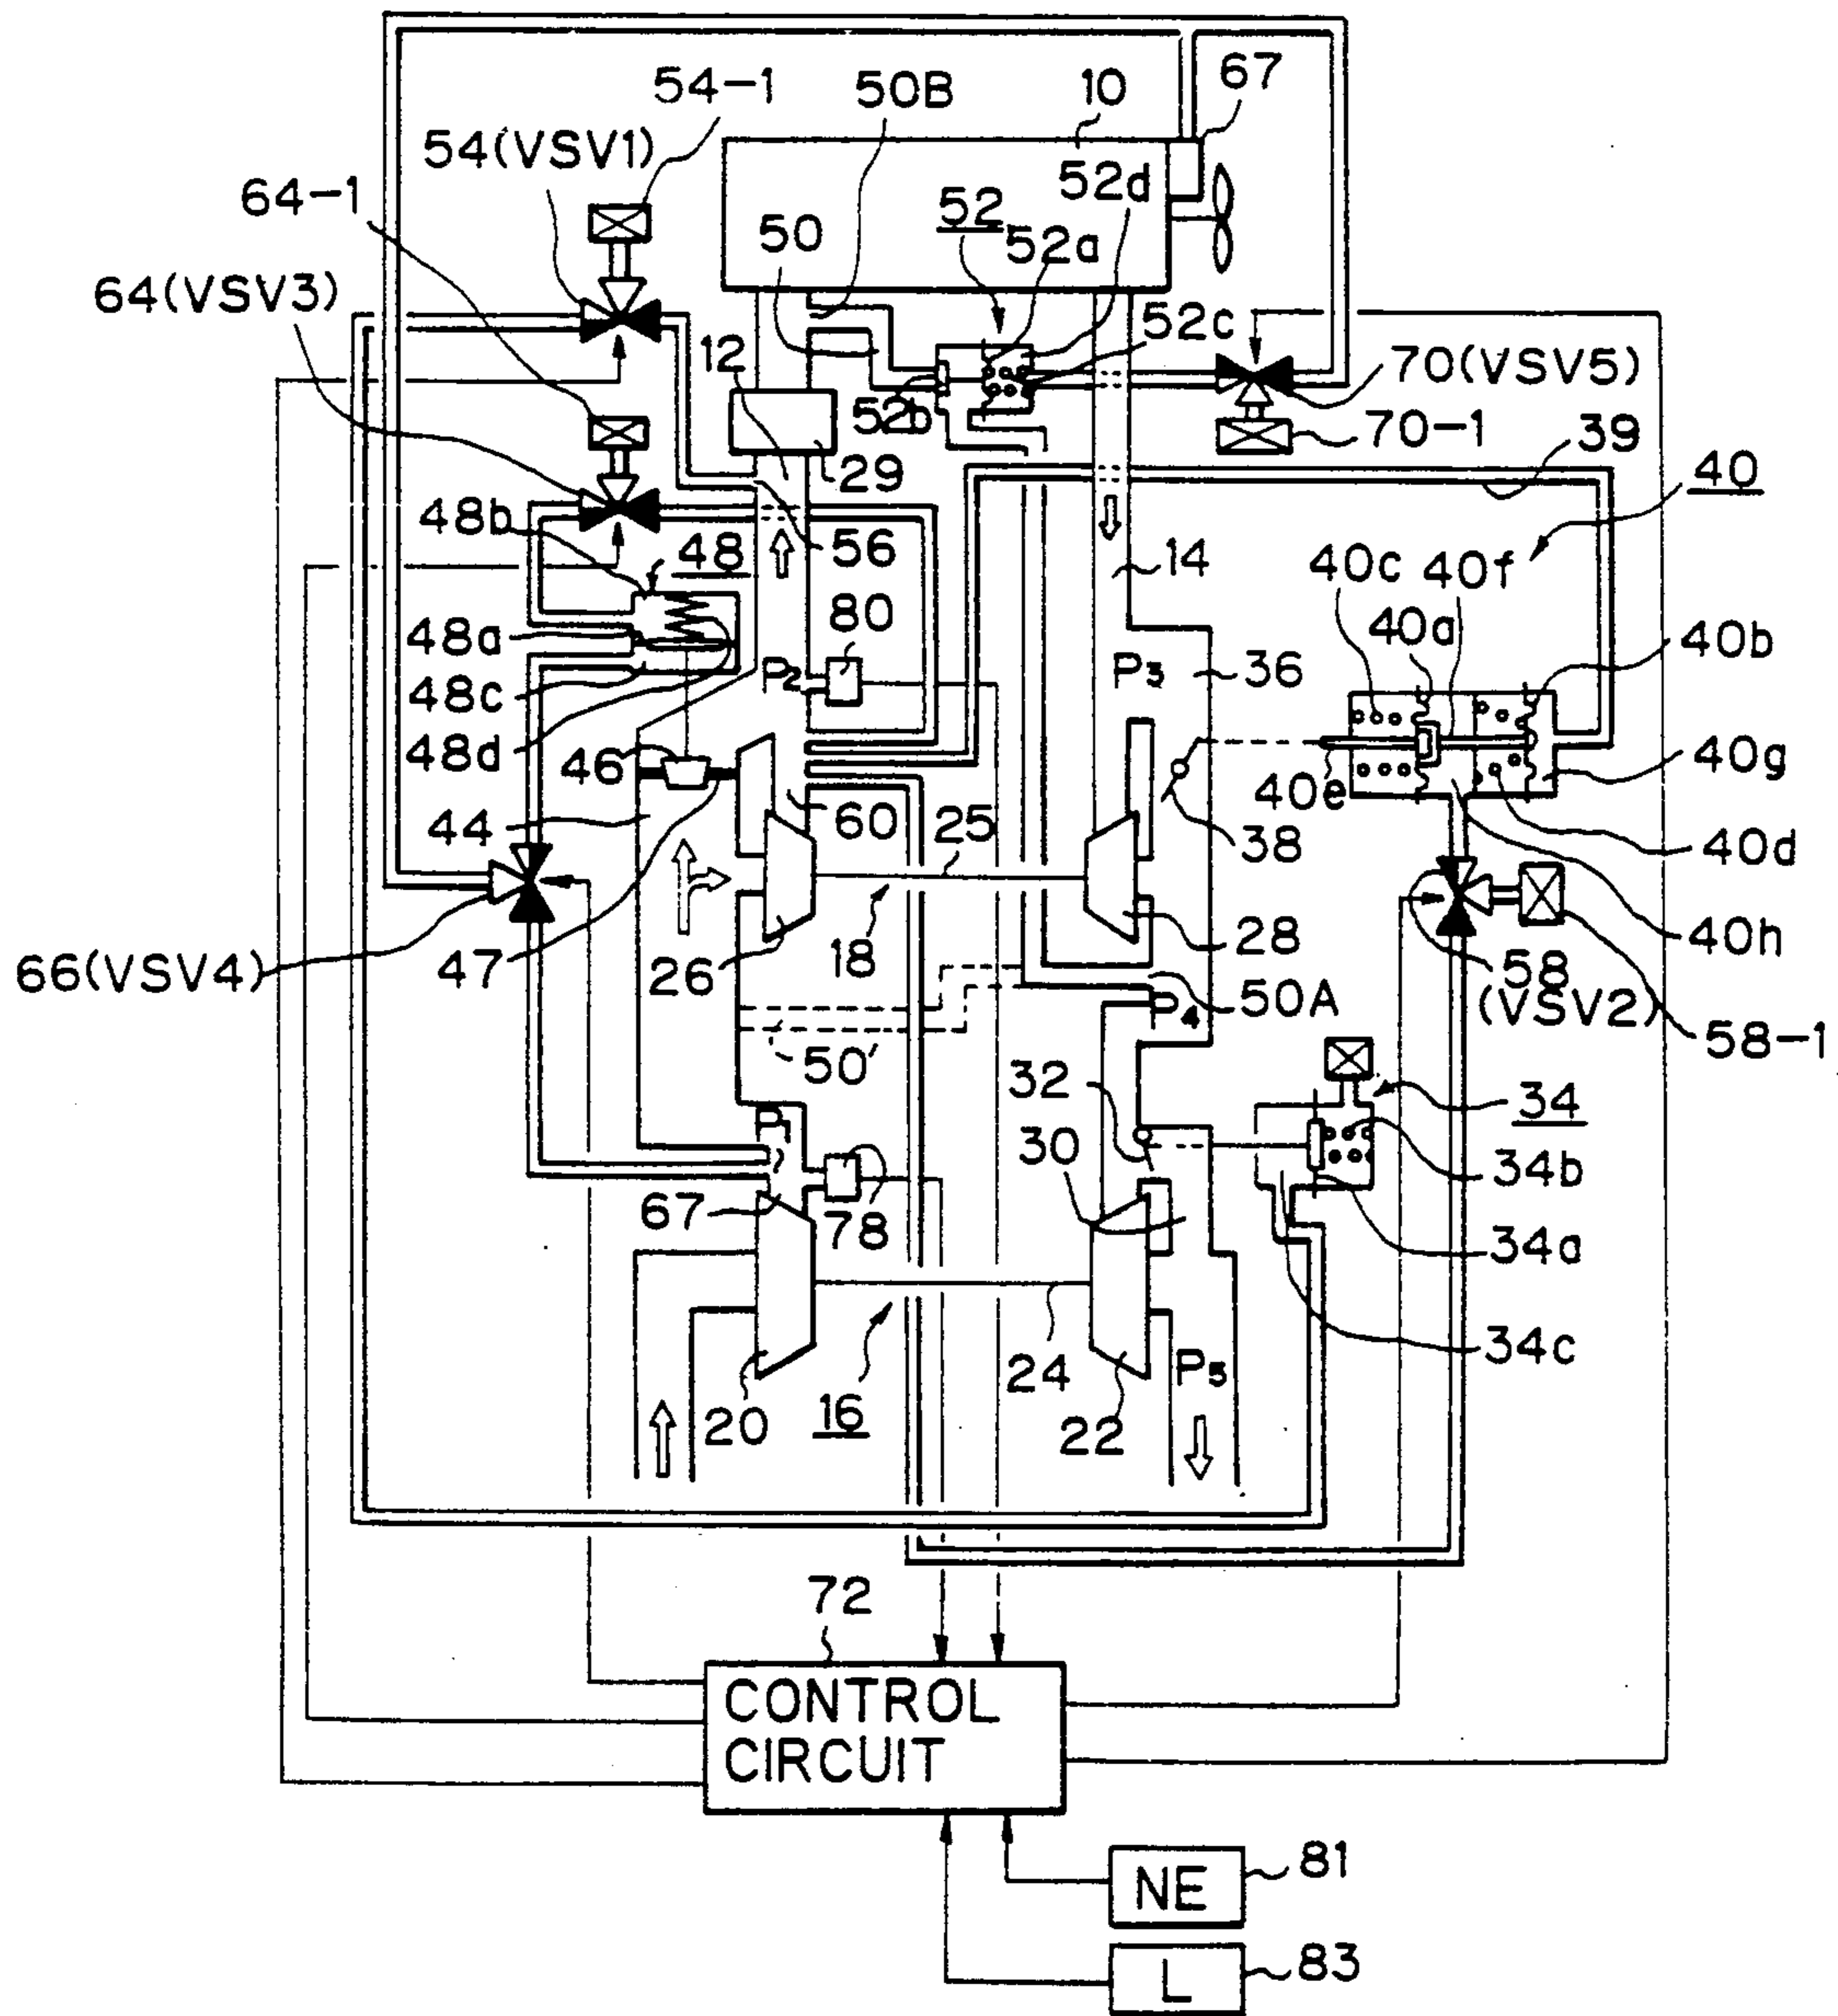 54-1
50B
10
67
54(VSV1)
52d
64-1
50
52
52a
64(VSV3)
12
52c
52b
70(VSV5)
70-1
39
29
40
48b
48
56
14
40c
40f
80
40a
40b
48a
P2
P3
36
48c
48d
46
40e
40g
44
60
25
38
40d
47
26
18
28
40h
66(VSV4)
50A
58
(VSV2)
P4
58-1
50'
32
34
P1
30
34b
67
78
34a
34c
24
P5
20
16
22
72
CONTROL
CIRCUIT
NE
81
L
83